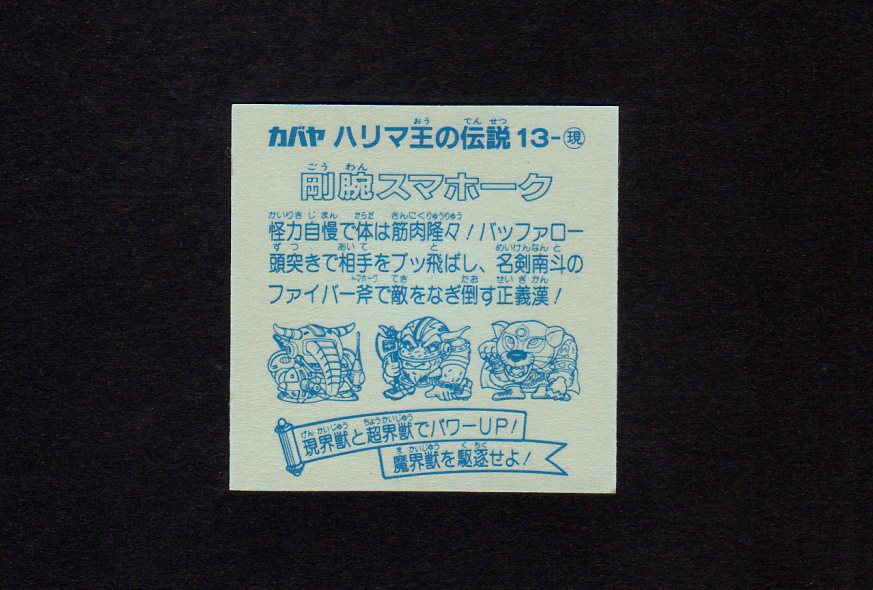 カバヤ ハリマ王の伝説 13-現
剛腕スマホーク
怪力自慢で体は筋肉隆々！バッファロー
頭突きで相手をブッ飛ばし、名剣南斗の
ファイバー斧で敵をなぎ倒す正義漢！
現界獣と超界獣でパワーUP！
魔界獣を駆逐せよ！